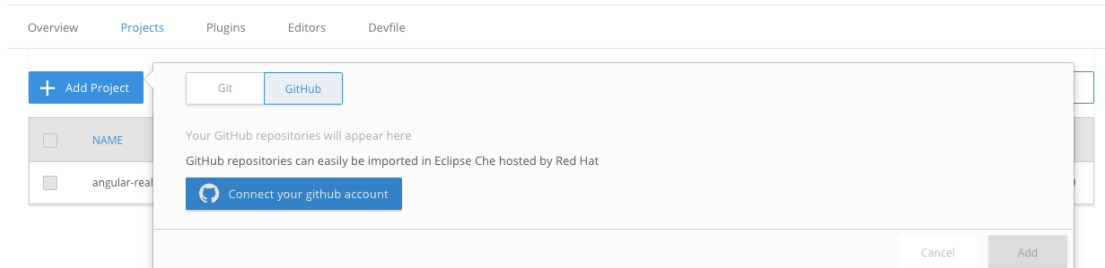 Overview Projects Plugins Editors Devfile
Add Project
Git GitHub
Your GitHub repositories will appear here
NAME
GitHub repositories can easily be imported in Eclipse Che hosted by Red Hat
angular-real
Connect your github account
Cancel Add